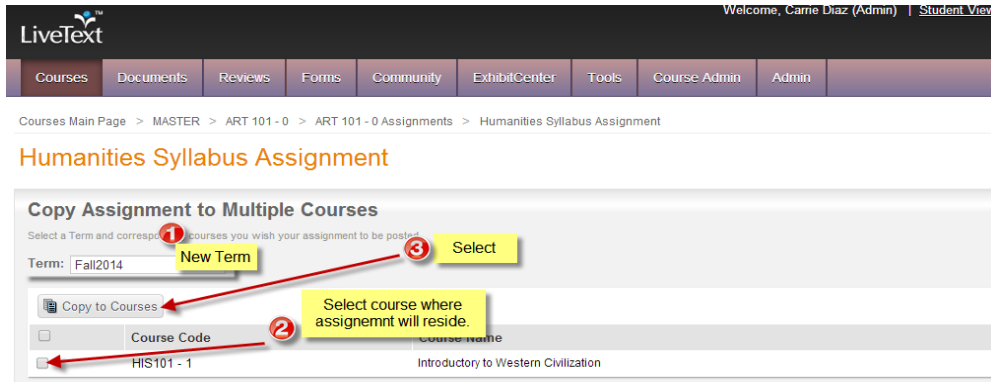 Welcome, Carrie Diaz (Admin) | Student View
LiveText™
Courses Documents Reviews Forms Community ExhibitCenter Tools Course Admin Admin
Courses Main Page > MASTER > ART 101 - 0 > ART 101 - 0 Assignments > Humanities Syllabus Assignment
Humanities Syllabus Assignment
Copy Assignment to Multiple Courses
Select a Term and courses you wish your assignment to be posted
1
New Term
3
Select
Term: Fall2014
Copy to Courses
Select course where
assignemnt will reside.
2
Course Code Course Name
HIS101 - 1 Introductory to Western Civilization